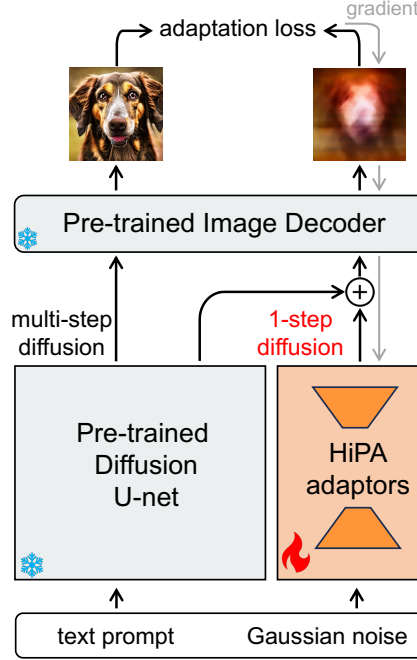 gradient
adaptation loss
Pre-trained Image Decoder
multi-step
diffusion
1-step
diffusion
Pre-trained
Diffusion
U-net
HiPA
adaptors
text prompt
Gaussian noise